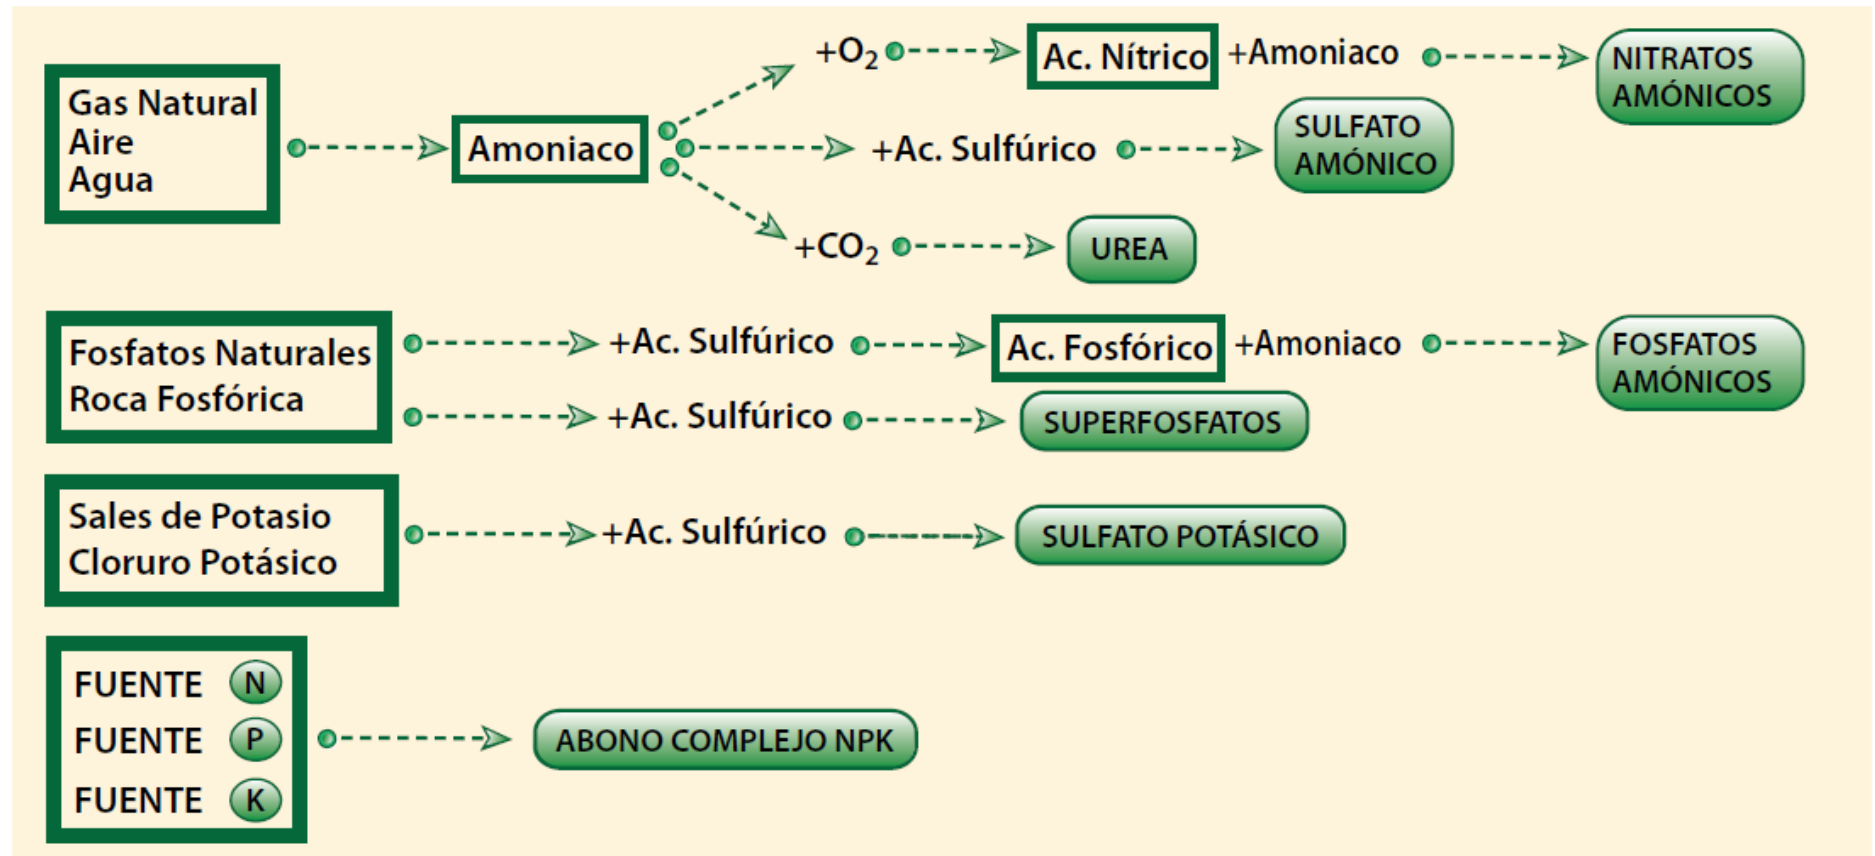 Gas Natural
Aire
Agua
Amoniaco
+O₂
Ac. Nítrico
+Amoniaco
NITRATOS
AMÓNICOS
+Ac. Sulfúrico
SULFATO
AMÓNICO
+CO₂
UREA
Fosfatos Naturales
Roca Fosfórica
+Ac. Sulfúrico
Ac. Fosfórico
+Amoniaco
FOSFATOS
AMÓNICOS
+Ac. Sulfúrico
SUPERFOSFATOS
Sales de Potasio
Cloruro Potásico
+Ac. Sulfúrico
SULFATO POTÁSICO
FUENTE N
FUENTE P
FUENTE K
ABONO COMPLEJO NPK